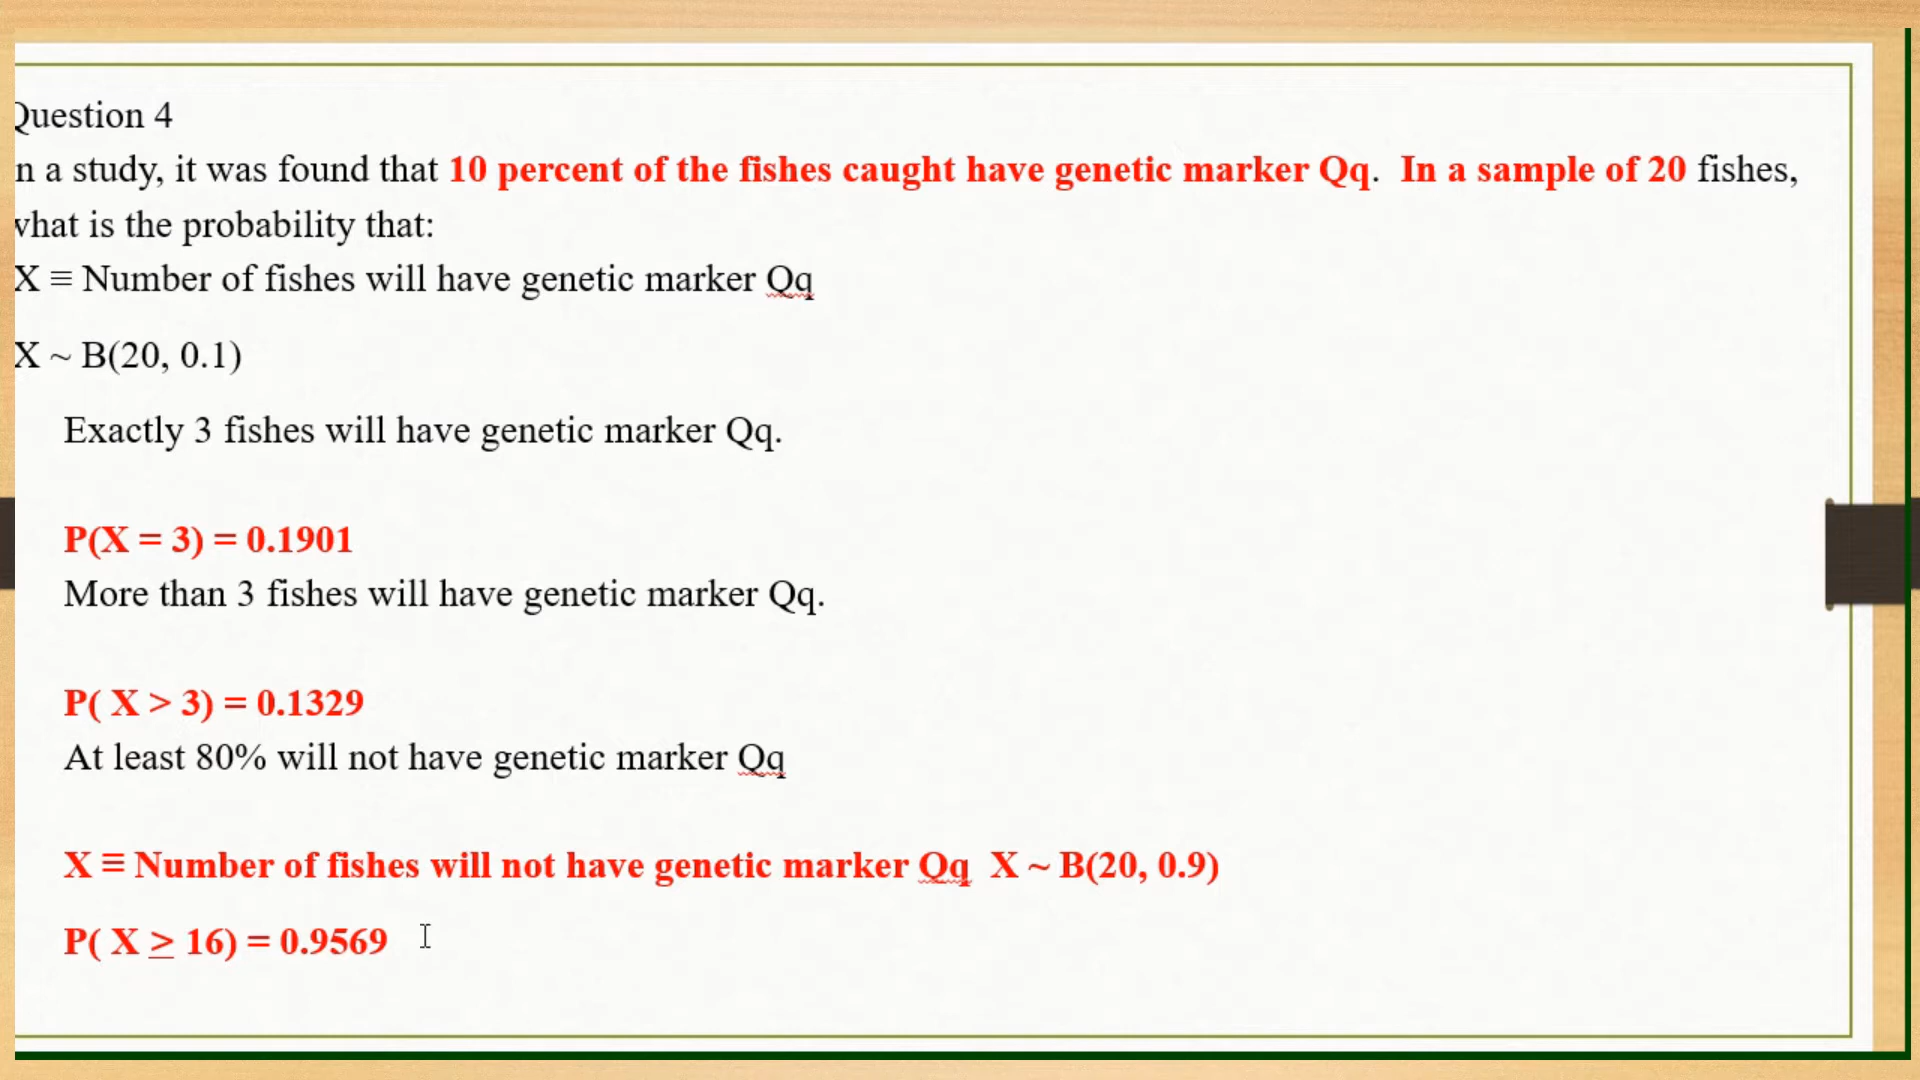 Question 4
n a study, it was found that 10 percent of the fishes caught have genetic marker Qq. In a sample of 20 fishes,
what is the probability that:
X ≡ Number of fishes will have genetic marker Qq
X ~ B(20, 0.1)
Exactly 3 fishes will have genetic marker Qq.
P(X = 3) = 0.1901
More than 3 fishes will have genetic marker Qq.
P( X > 3) = 0.1329
At least 80% will not have genetic marker Qq
X ≡ Number of fishes will not have genetic marker Qq X ~ B(20, 0.9)
P( X ≥ 16) = 0.9569